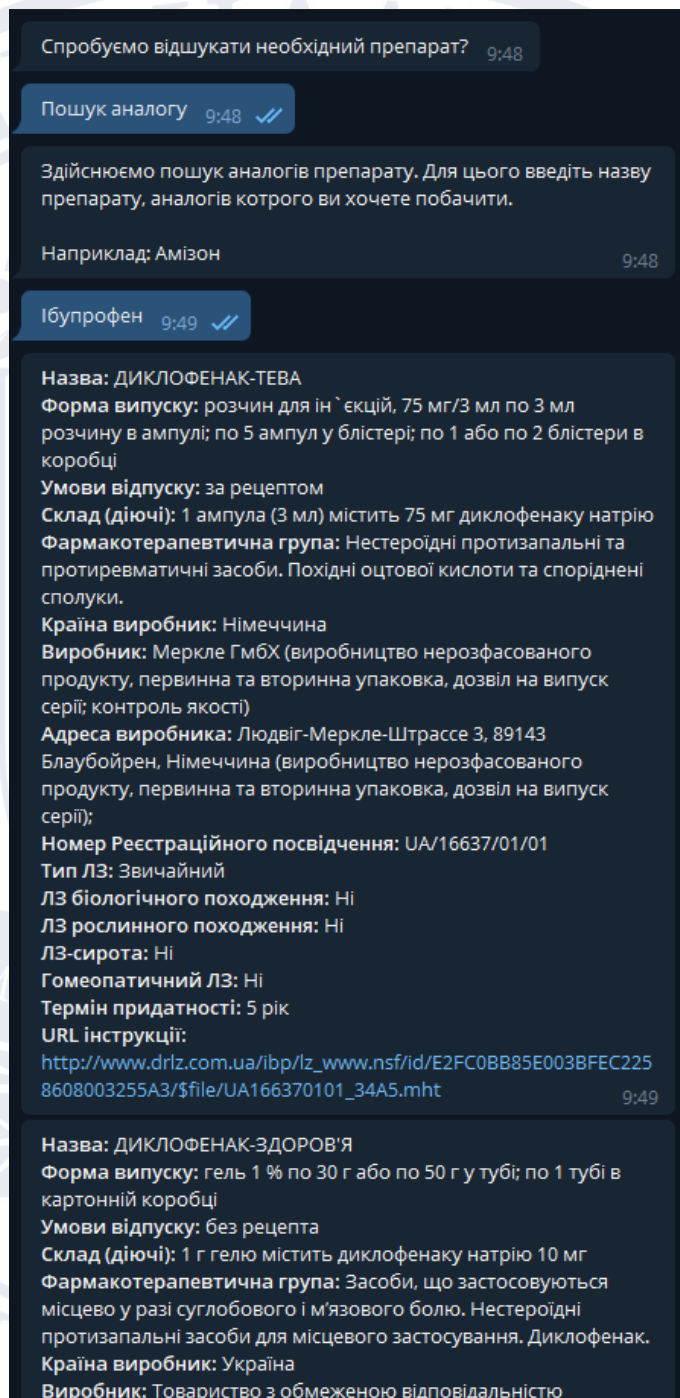 Спробуємо відшукати необхідний препарат? 9:48
Пошук аналогу 9:48
Здійснюємо пошук аналогів препарату. Для цього введіть назву
препарату, аналогів котрого ви хочете побачити.
Наприклад: Амізон 9:48
Ібупрофен 9:49
Назва: ДИКЛОФЕНАК-ТЕВА
Форма випуску: розчин для ін`єкцій, 75 мг/3 мл по 3 мл
розчину в ампулі; по 5 ампул у блістері; по 1 або по 2 блістери в
коробці
Умови відпуску: за рецептом
Склад (діючі): 1 ампула (3 мл) містить 75 мг диклофенаку натрію
Фармакотерапевтична група: Нестероїдні протизапальні та
протиревматичні засоби. Похідні оцтової кислоти та споріднені
сполуки.
Країна виробник: Німеччина
Виробник: Меркле ГмбХ (виробництво нерозфасованого
продукту, первинна та вторинна упаковка, дозвіл на випуск
серії; контроль якості)
Адреса виробника: Людвіг-Меркле-Штрассе 3, 89143
Блаубойрен, Німеччина (виробництво нерозфасованого
продукту, первинна та вторинна упаковка, дозвіл на випуск
серії);
Номер Реєстраційного посвідчення: UA/16637/01/01
Тип ЛЗ: Звичайний
ЛЗ біологічного походження: Ні
ЛЗ рослинного походження: Ні
ЛЗ-сирота: Ні
Гомеопатичний ЛЗ: Ні
Термін придатності: 5 рік
URL інструкції:
http://www.drlz.com.ua/ibp/lz_www.nsf/id/E2FC0BB85E003BFEC225
8608003255A3/$file/UA166370101_34A5.mht 9:49
Назва: ДИКЛОФЕНАК-ЗДОРОВ'Я
Форма випуску: гель 1 % по 30 г або по 50 г у тубі; по 1 тубі в
картонній коробці
Умови відпуску: без рецепта
Склад (діючі): 1 г гелю містить диклофенаку натрію 10 мг
Фармакотерапевтична група: Засоби, що застосовуються
місцево у разі суглобового і м’язового болю. Нестероїдні
протизапальні засоби для місцевого застосування. Диклофенак.
Країна виробник: Україна
Виробник: Товариство з обмеженою відповідальністю